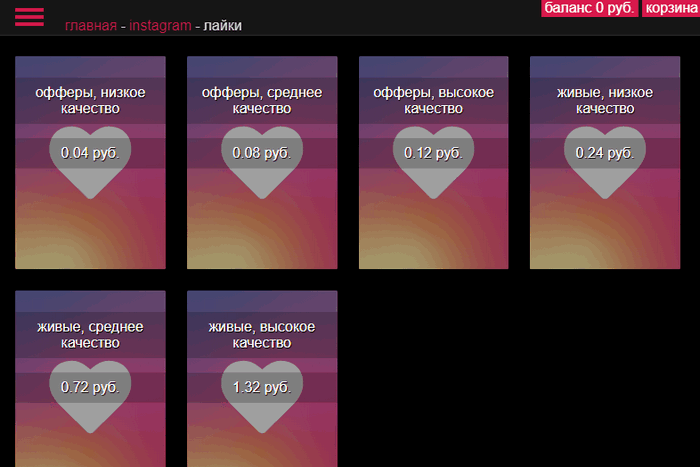 баланс 0 руб. корзина
главная - instagram - лайки
офферы, низкое
качество
0.04 руб.
офферы, среднее
качество
0.08 руб.
офферы, высокое
качество
0.12 руб.
живые, низкое
качество
0.24 руб.
живые, среднее
качество
0.72 руб.
живые, высокое
качество
1.32 руб.